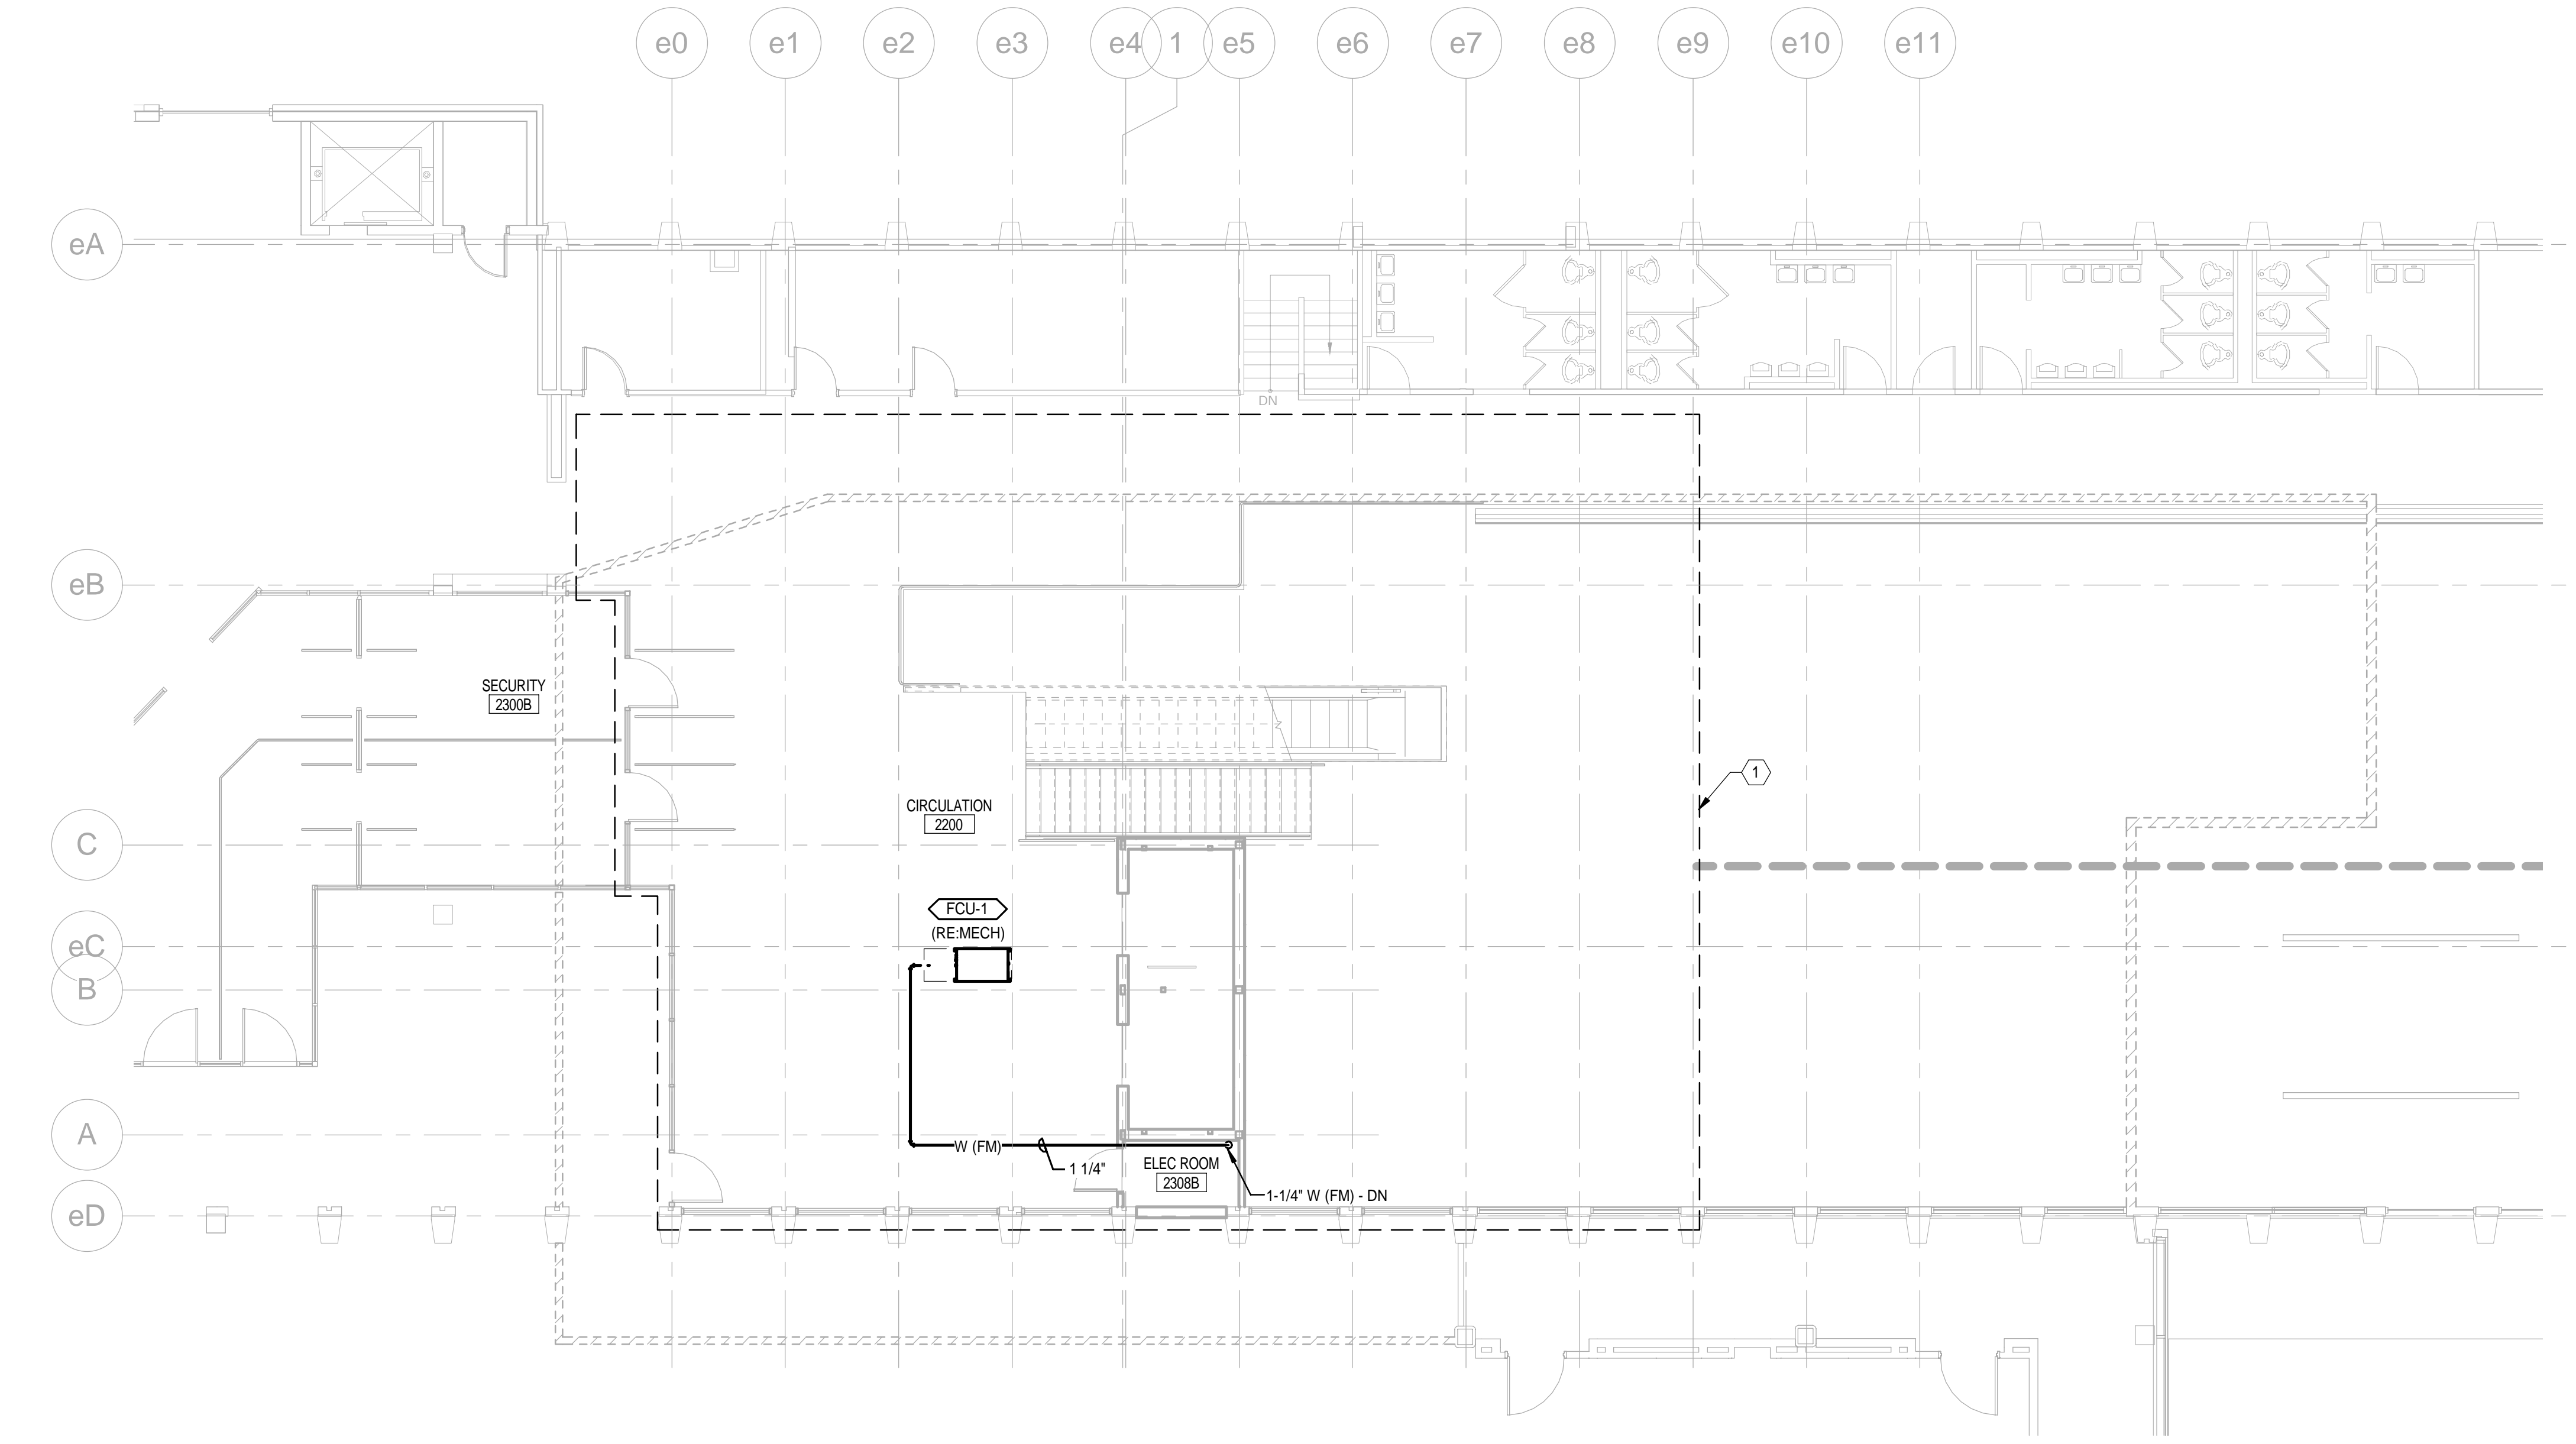 e0 e1 e2 e3 e4 1 e5 e6 e7 e8 e9 e10 e11
eA
DN
eB
SECURITY
2300B
1
CIRCULATION
2200
C
FCU-1
(RE:MECH)
eC
B
A
W (FM)
1 1/4"
ELEC ROOM
2308B
1-1/4" W (FM) - DN
eD